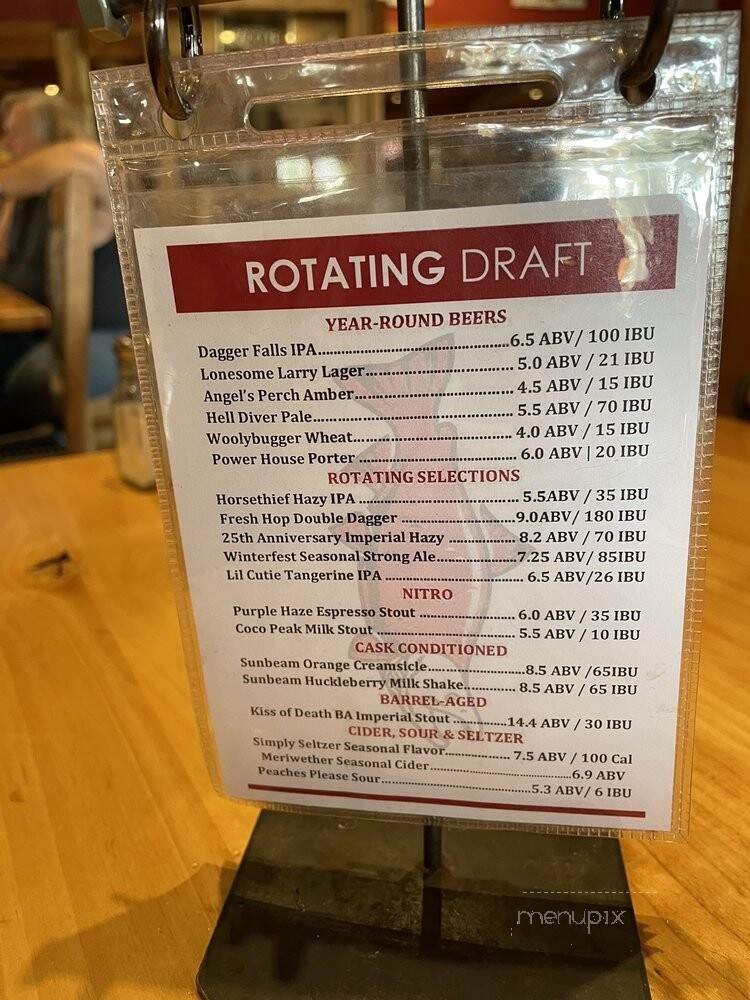 ROTATING DRAFT
YEAR-ROUND BEERS
Dagger Falls IPA.................................................6.5 ABV/ 100 IBU
Lonesome Larry Lager...................................... 5.0 ABV / 21 IBU
Angel's Perch Amber......................................... 4.5 ABV / 15 IBU
Hell Diver Pale.................................................... 5.5 ABV / 70 IBU
Woolybugger Wheat......................................... 4.0 ABV / 15 IBU
Power House Porter ........................................ 6.0 ABV | 20 IBU
ROTATING SELECTIONS
Horsethief Hazy IPA ......................................... 5.5ABV / 35 IBU
Fresh Hop Double Dagger .............................9.0ABV/ 180 IBU
25th Anniversary Imperial Hazy ................. 8.2 ABV / 70 IBU
Winterfest Seasonal Strong Ale....................7.25 ABV/ 85IBU
Lil Cutie Tangerine IPA ................................... 6.5 ABV/26 IBU
NITRO
Purple Haze Espresso Stout ......................... 6.0 ABV / 35 IBU
Coco Peak Milk Stout ................................... 5.5 ABV / 10 IBU
CASK CONDITIONED
Sunbeam Orange Creamsicle.........................8.5 ABV /65IBU
Sunbeam Huckleberry Milk Shake............. 8.5 ABV / 65 IBU
BARREL-AGED
Kiss of Death BA Imperial Stout ..............14.4 ABV / 30 IBU
CIDER, SOUR & SELTZER
Simply Seltzer Seasonal Flavor.................. 7.5 ABV / 100 Cal
Meriwether Seasonal Cider.....................................6.9 ABV
Peaches Please Sour.......................................5.3 ABV/ 6 IBU
menupix